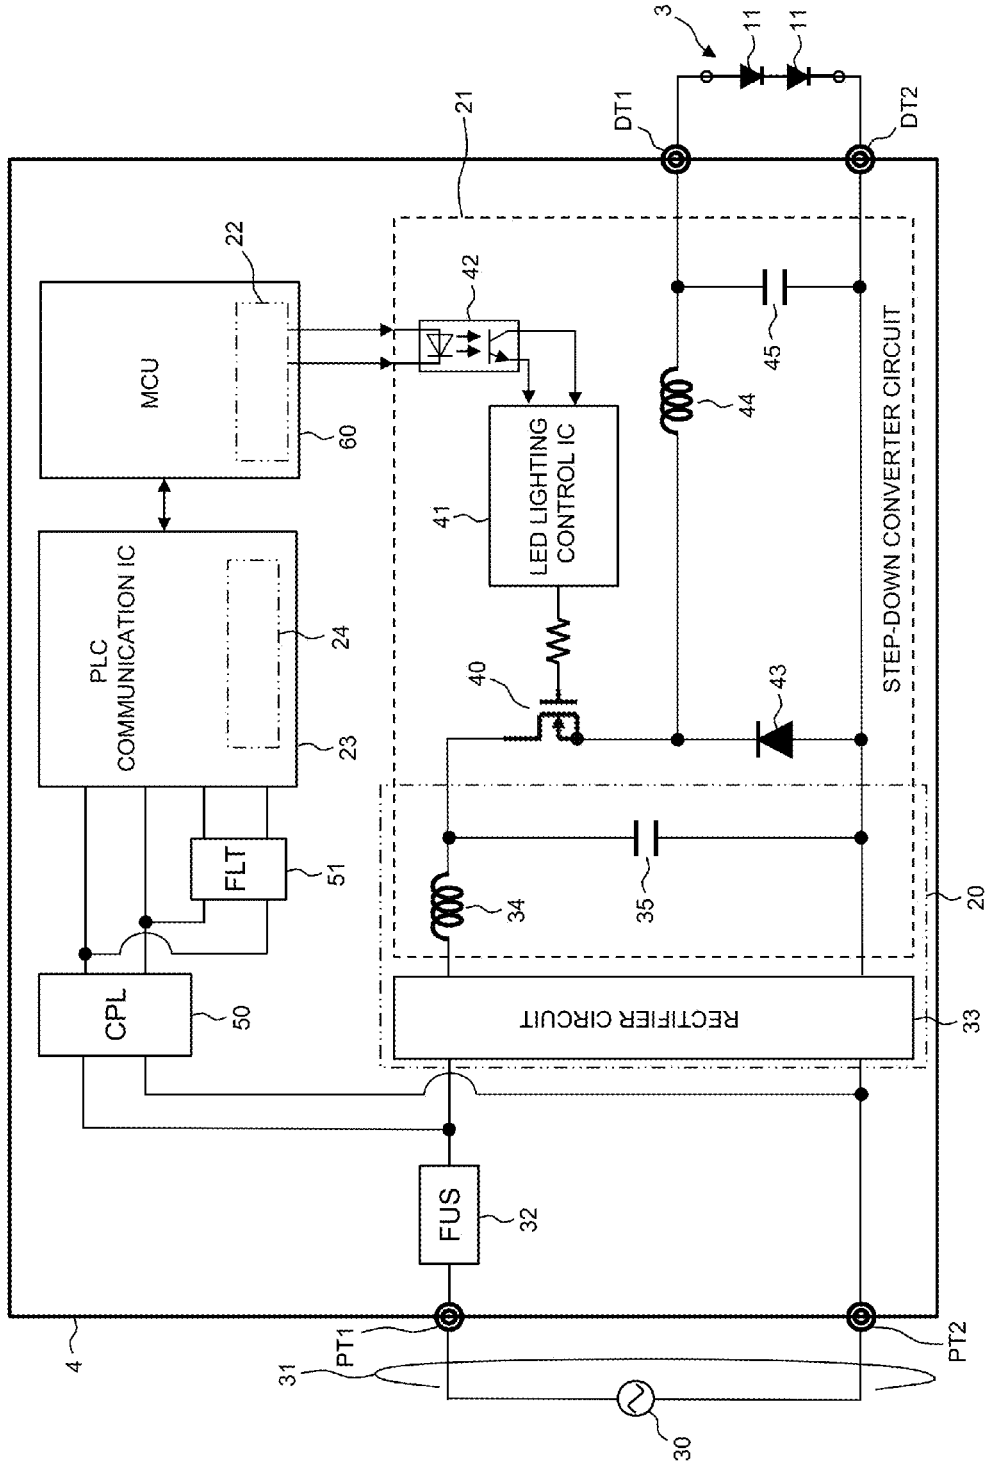 4
MCU
22
60
PLC
COMMUNICATION IC
24
23
FLT
51
CPL
50
FUS
32
PT1
PT2
31
30
RECTIFIER CIRCUIT
33
20
34
35
40
41
LED LIGHTING
CONTROL IC
42
21
43
44
45
STEP-DOWN CONVERTER CIRCUIT
DT1
DT2
3
11
11